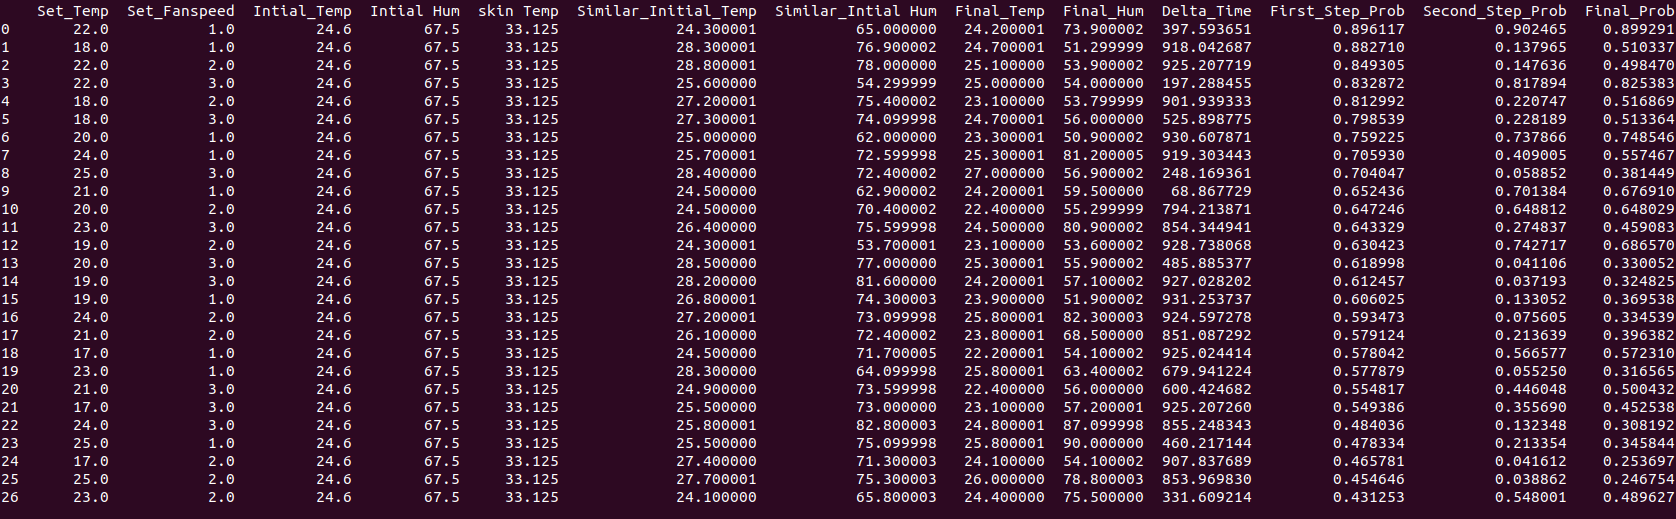 Set_Temp Set_Fanspeed Intial_Temp Intial Hum skin Temp Similar_Initial_Temp Similar_Intial Hum Final_Temp Final_Hum Delta_Time First_Step_Prob Second_Step_Prob Final_Prob
0 22.0 1.0 24.6 67.5 33.125 24.300001 65.000000 24.200001 73.900002 397.593651 0.896117 0.902465 0.899291
1 18.0 1.0 24.6 67.5 33.125 28.300001 76.900002 24.700001 51.299999 918.042687 0.882710 0.137965 0.510337
2 22.0 2.0 24.6 67.5 33.125 28.800001 78.000000 25.100000 53.900002 925.207719 0.849305 0.147636 0.498470
3 22.0 3.0 24.6 67.5 33.125 25.600000 54.299999 25.000000 54.000000 197.288455 0.832872 0.817894 0.825383
4 18.0 2.0 24.6 67.5 33.125 27.200001 75.400002 23.100000 53.799999 901.939333 0.812992 0.220747 0.516869
5 18.0 3.0 24.6 67.5 33.125 27.300001 74.099998 24.700001 56.000000 525.898775 0.798539 0.228189 0.513364
6 20.0 1.0 24.6 67.5 33.125 25.000000 62.000000 23.300001 50.900002 930.607871 0.759225 0.737866 0.748546
7 24.0 1.0 24.6 67.5 33.125 25.700001 72.599998 25.300001 81.200005 919.303443 0.705930 0.409005 0.557467
8 25.0 3.0 24.6 67.5 33.125 28.400000 72.400002 27.000000 56.900002 248.169361 0.704047 0.058852 0.381449
9 21.0 1.0 24.6 67.5 33.125 24.500000 62.900002 24.200001 59.500000 68.867729 0.652436 0.701384 0.676910
10 20.0 2.0 24.6 67.5 33.125 24.500000 70.400002 22.400000 55.299999 794.213871 0.647246 0.648812 0.648029
11 23.0 3.0 24.6 67.5 33.125 26.400000 75.599998 24.500000 80.900002 854.344941 0.643329 0.274837 0.459083
12 19.0 2.0 24.6 67.5 33.125 24.300001 53.700001 23.100000 53.600002 928.738068 0.630423 0.742717 0.686570
13 20.0 3.0 24.6 67.5 33.125 28.500000 77.000000 25.300001 55.900002 485.885377 0.618998 0.041106 0.330052
14 19.0 3.0 24.6 67.5 33.125 28.200001 81.600000 24.200001 57.100002 927.028202 0.612457 0.037193 0.324825
15 19.0 1.0 24.6 67.5 33.125 26.800001 74.300003 23.900000 51.900002 931.253737 0.606025 0.133052 0.369538
16 24.0 2.0 24.6 67.5 33.125 27.200001 73.099998 25.800001 82.300003 924.597278 0.593473 0.075605 0.334539
17 21.0 2.0 24.6 67.5 33.125 26.100000 72.400002 23.800001 68.500000 851.087292 0.579124 0.213639 0.396382
18 17.0 1.0 24.6 67.5 33.125 24.500000 71.700005 22.200001 54.100002 925.024414 0.578042 0.566577 0.572310
19 23.0 1.0 24.6 67.5 33.125 28.300001 64.099998 25.800001 63.400002 679.941224 0.577879 0.055250 0.316565
20 21.0 3.0 24.6 67.5 33.125 24.900000 73.599998 22.400000 56.000000 600.424682 0.554817 0.446048 0.500432
21 17.0 3.0 24.6 67.5 33.125 25.500000 73.000000 23.100000 57.200001 925.207260 0.549386 0.355690 0.452538
22 24.0 3.0 24.6 67.5 33.125 25.800001 82.800003 24.800001 87.099998 855.248343 0.484036 0.132348 0.308192
23 25.0 1.0 24.6 67.5 33.125 25.500000 75.099998 25.800001 90.000000 460.217144 0.478334 0.213354 0.345844
24 17.0 2.0 24.6 67.5 33.125 27.400000 71.300003 24.100000 54.100002 907.837689 0.465781 0.041612 0.253697
25 25.0 2.0 24.6 67.5 33.125 27.700001 75.300003 26.000000 78.800003 853.969830 0.454646 0.038862 0.246754
26 23.0 2.0 24.6 67.5 33.125 24.100000 65.800003 24.400000 75.500000 331.609214 0.431253 0.548001 0.489627